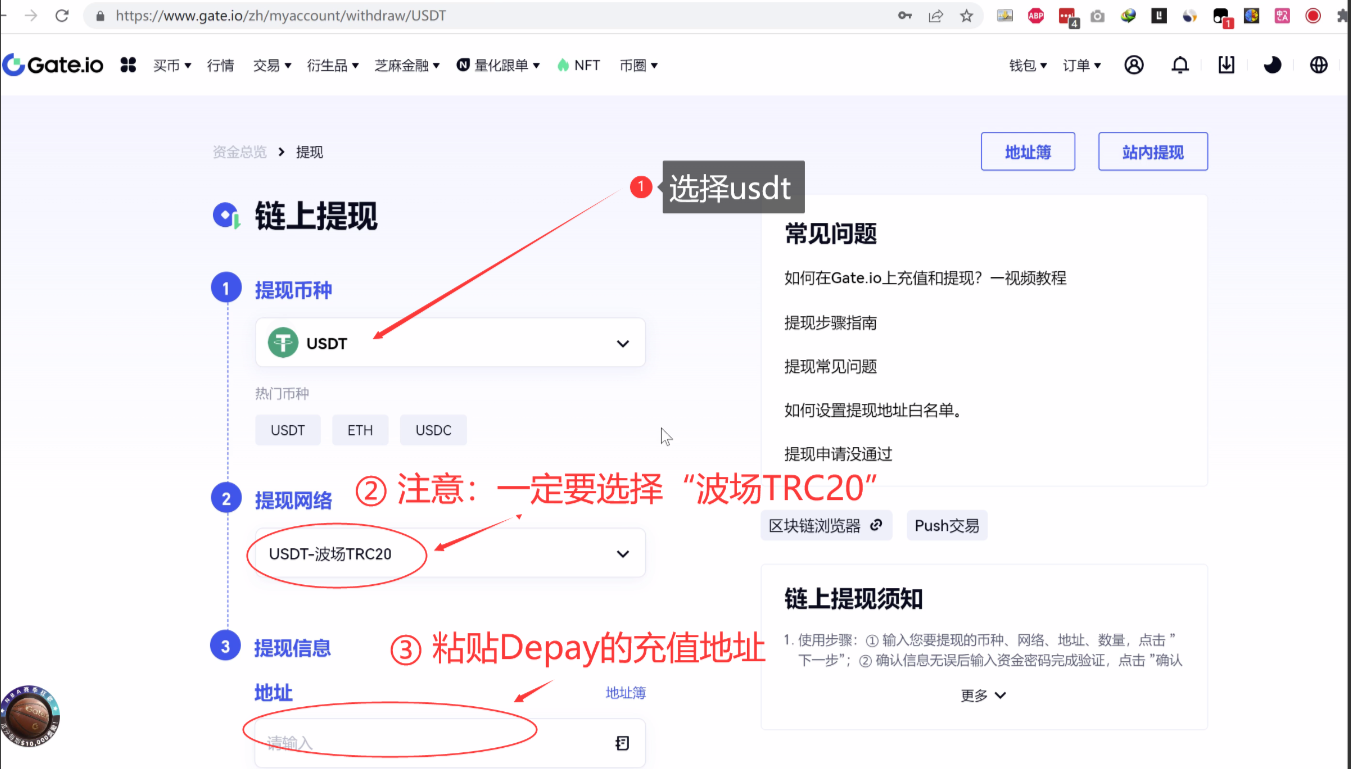 https://www.gate.io/zh/myaccount/withdraw/USDT
ABP
4
1
Gate.io
买币
行情
交易
衍生品
芝麻金融
量化跟单
NFT
币圈
钱包
订单
资金总览 > 提现
地址簿
站内提现
1
选择usdt
链上提现
常见问题
如何在Gate.io上充值和提现？一视频教程
提现步骤指南
提现常见问题
如何设置提现地址白名单。
提现申请没通过
1
提现币种
USDT
热门币种
USDT
ETH
USDC
2
提现网络
② 注意：一定要选择“波场TRC20”
USDT-波场TRC20
区块链浏览器
Push交易
3
提现信息
③ 粘贴Depay的充值地址
地址
地址簿
请输入
链上提现须知
1. 使用步骤：① 输入您要提现的币种、网络、地址、数量，点击 ”
下一步”；② 确认信息无误后输入资金密码完成验证，点击 ”确认
更多